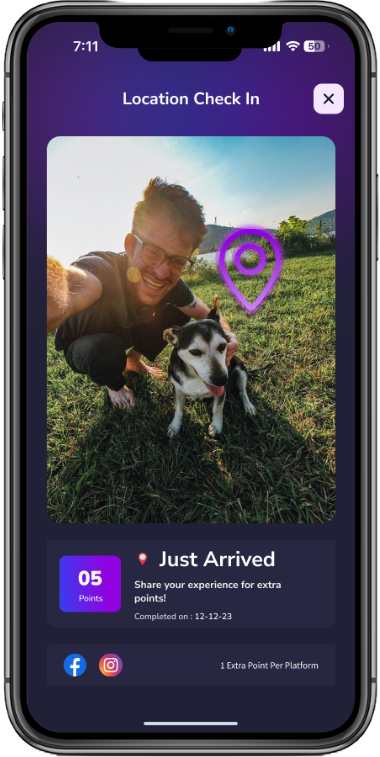 7:11
50
Location Check In
05
Points
Just Arrived
Share your experience for extra
points!
Completed on : 12-12-23
1 Extra Point Per Platform